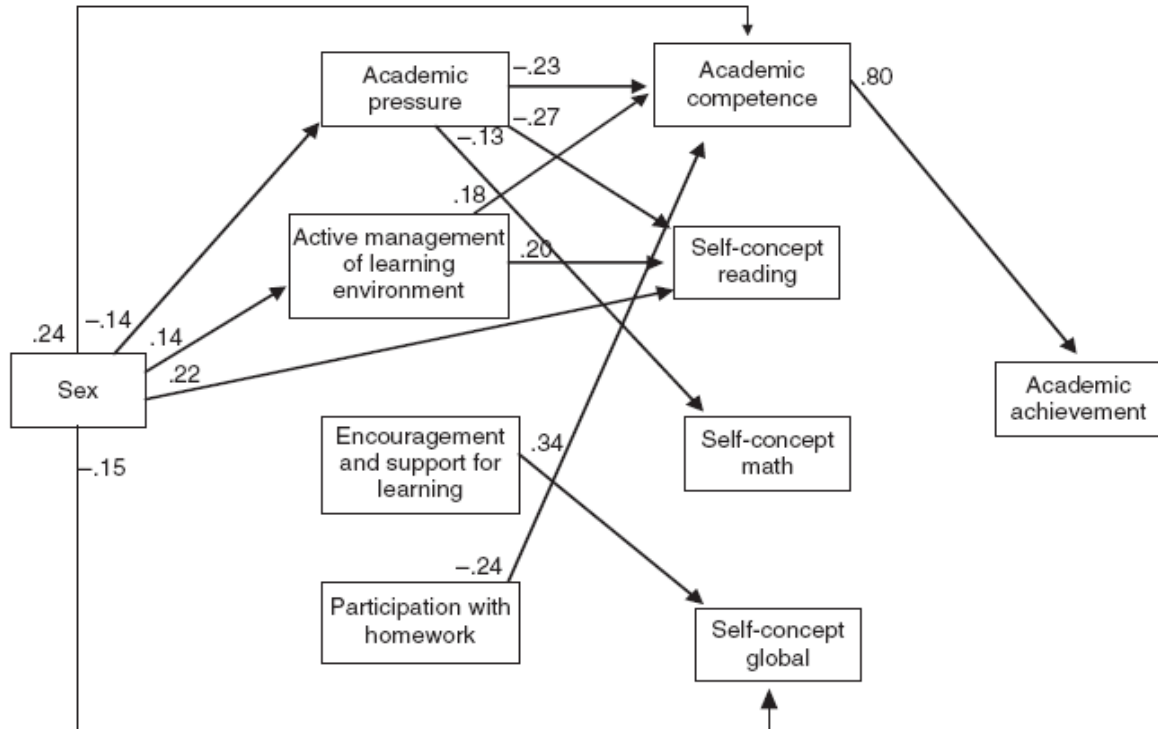 Academic
pressure
–.23
Academic
competence
.80
–.27
–.13
.18
Active management
of learning
environment
.20
Self-concept
reading
.24
–.14
.14
.22
Sex
Academic
achievement
–.15
Encouragement
and support for
learning
.34
Self-concept
math
–.24
Participation with
homework
Self-concept
global